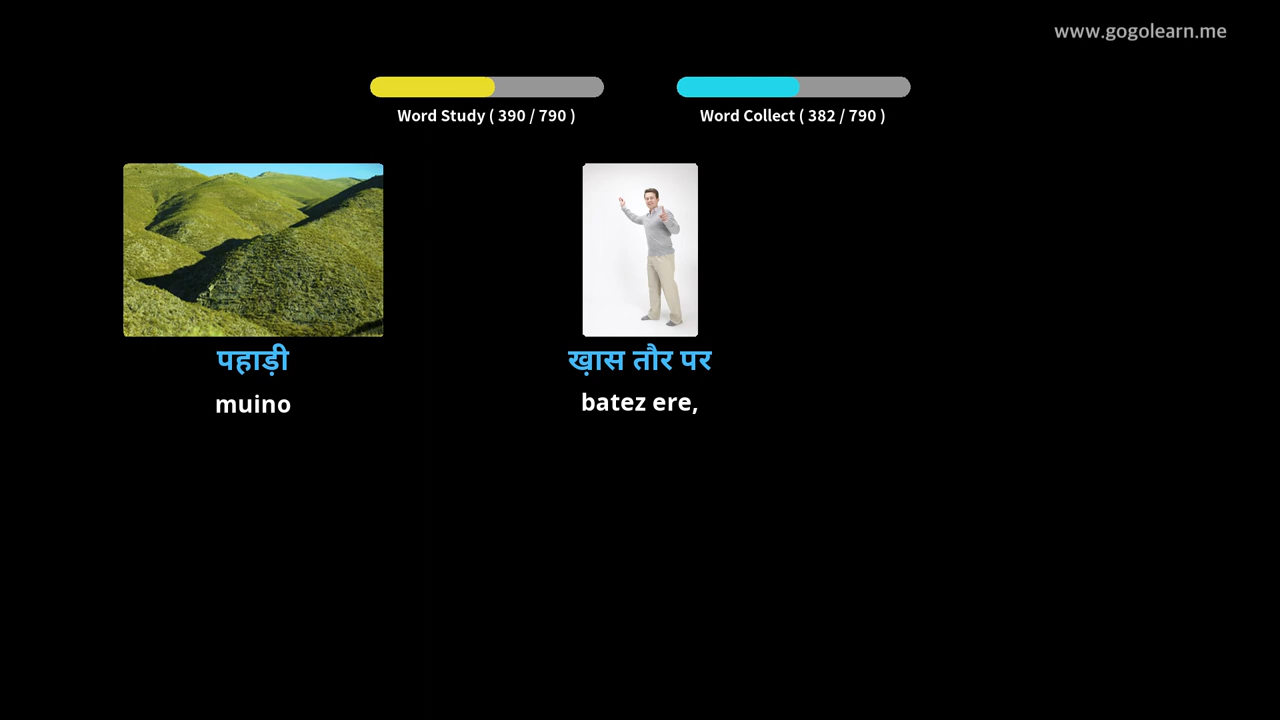 www.gogolearn.me
Word Study ( 390 / 790 )
Word Collect ( 382 / 790 )
पहाड़ी
ख़ास तौर पर
muino
batez ere,